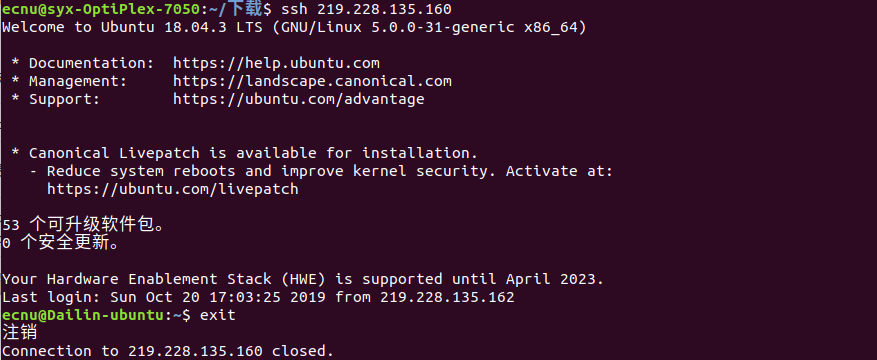 ecnu@syx-OptiPlex-7050:~/下载$ ssh 219.228.135.160
Welcome to Ubuntu 18.04.3 LTS (GNU/Linux 5.0.0-31-generic x86_64)
* Documentation:  https://help.ubuntu.com
* Management:     https://landscape.canonical.com
* Support:        https://ubuntu.com/advantage
* Canonical Livepatch is available for installation.
- Reduce system reboots and improve kernel security. Activate at:
https://ubuntu.com/livepatch
53 个可升级软件包。
0 个安全更新。
Your Hardware Enablement Stack (HWE) is supported until April 2023.
Last login: Sun Oct 20 17:03:25 2019 from 219.228.135.162
ecnu@Dailin-ubuntu:~$ exit
注销
Connection to 219.228.135.160 closed.